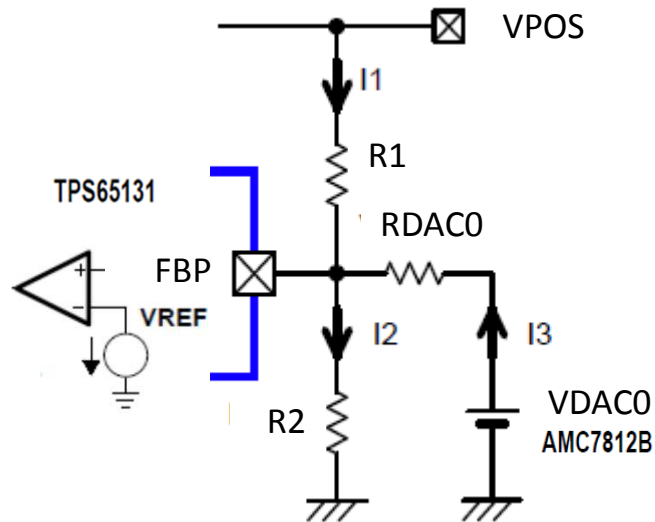 VPOS
I1
R1
TPS65131
RDAC0
FBP
+
-
VREF
I2
I3
R2
VDAC0
AMC7812B